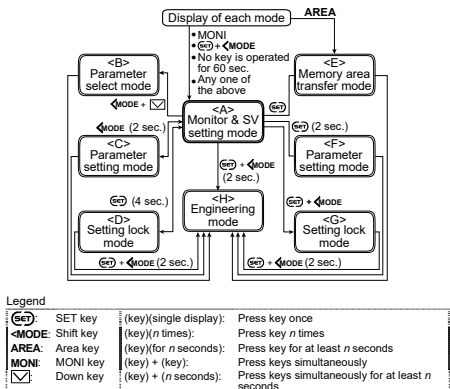 Display of each mode
AREA
• MONI
• SET + <MODE
• No key is operated
for 60 sec.
• Any one of
the above
<B>
Parameter
select mode
<E>
Memory area
transfer mode
<MODE + ∨
SET
<A>
Monitor & SV
setting mode
<MODE (2 sec.)
SET (2 sec.)
<C>
Parameter
setting mode
<F>
Parameter
setting mode
SET + <MODE
(2 sec.)
SET (4 sec.)
SET + <MODE
<H>
Engineering
mode
<D>
Setting lock
mode
<G>
Setting lock
mode
SET + <MODE (2 sec.)
SET + <MODE (2 sec.)
Legend
SET: SET key (key)(single display): Press key once
<MODE: Shift key (key)(n times): Press key n times
AREA: Area key (key)(for n seconds): Press key for at least n seconds
MONI: MONI key (key) + (key): Press keys simultaneously
∨: Down key (key) + (n seconds): Press keys simultaneously for at least n
seconds